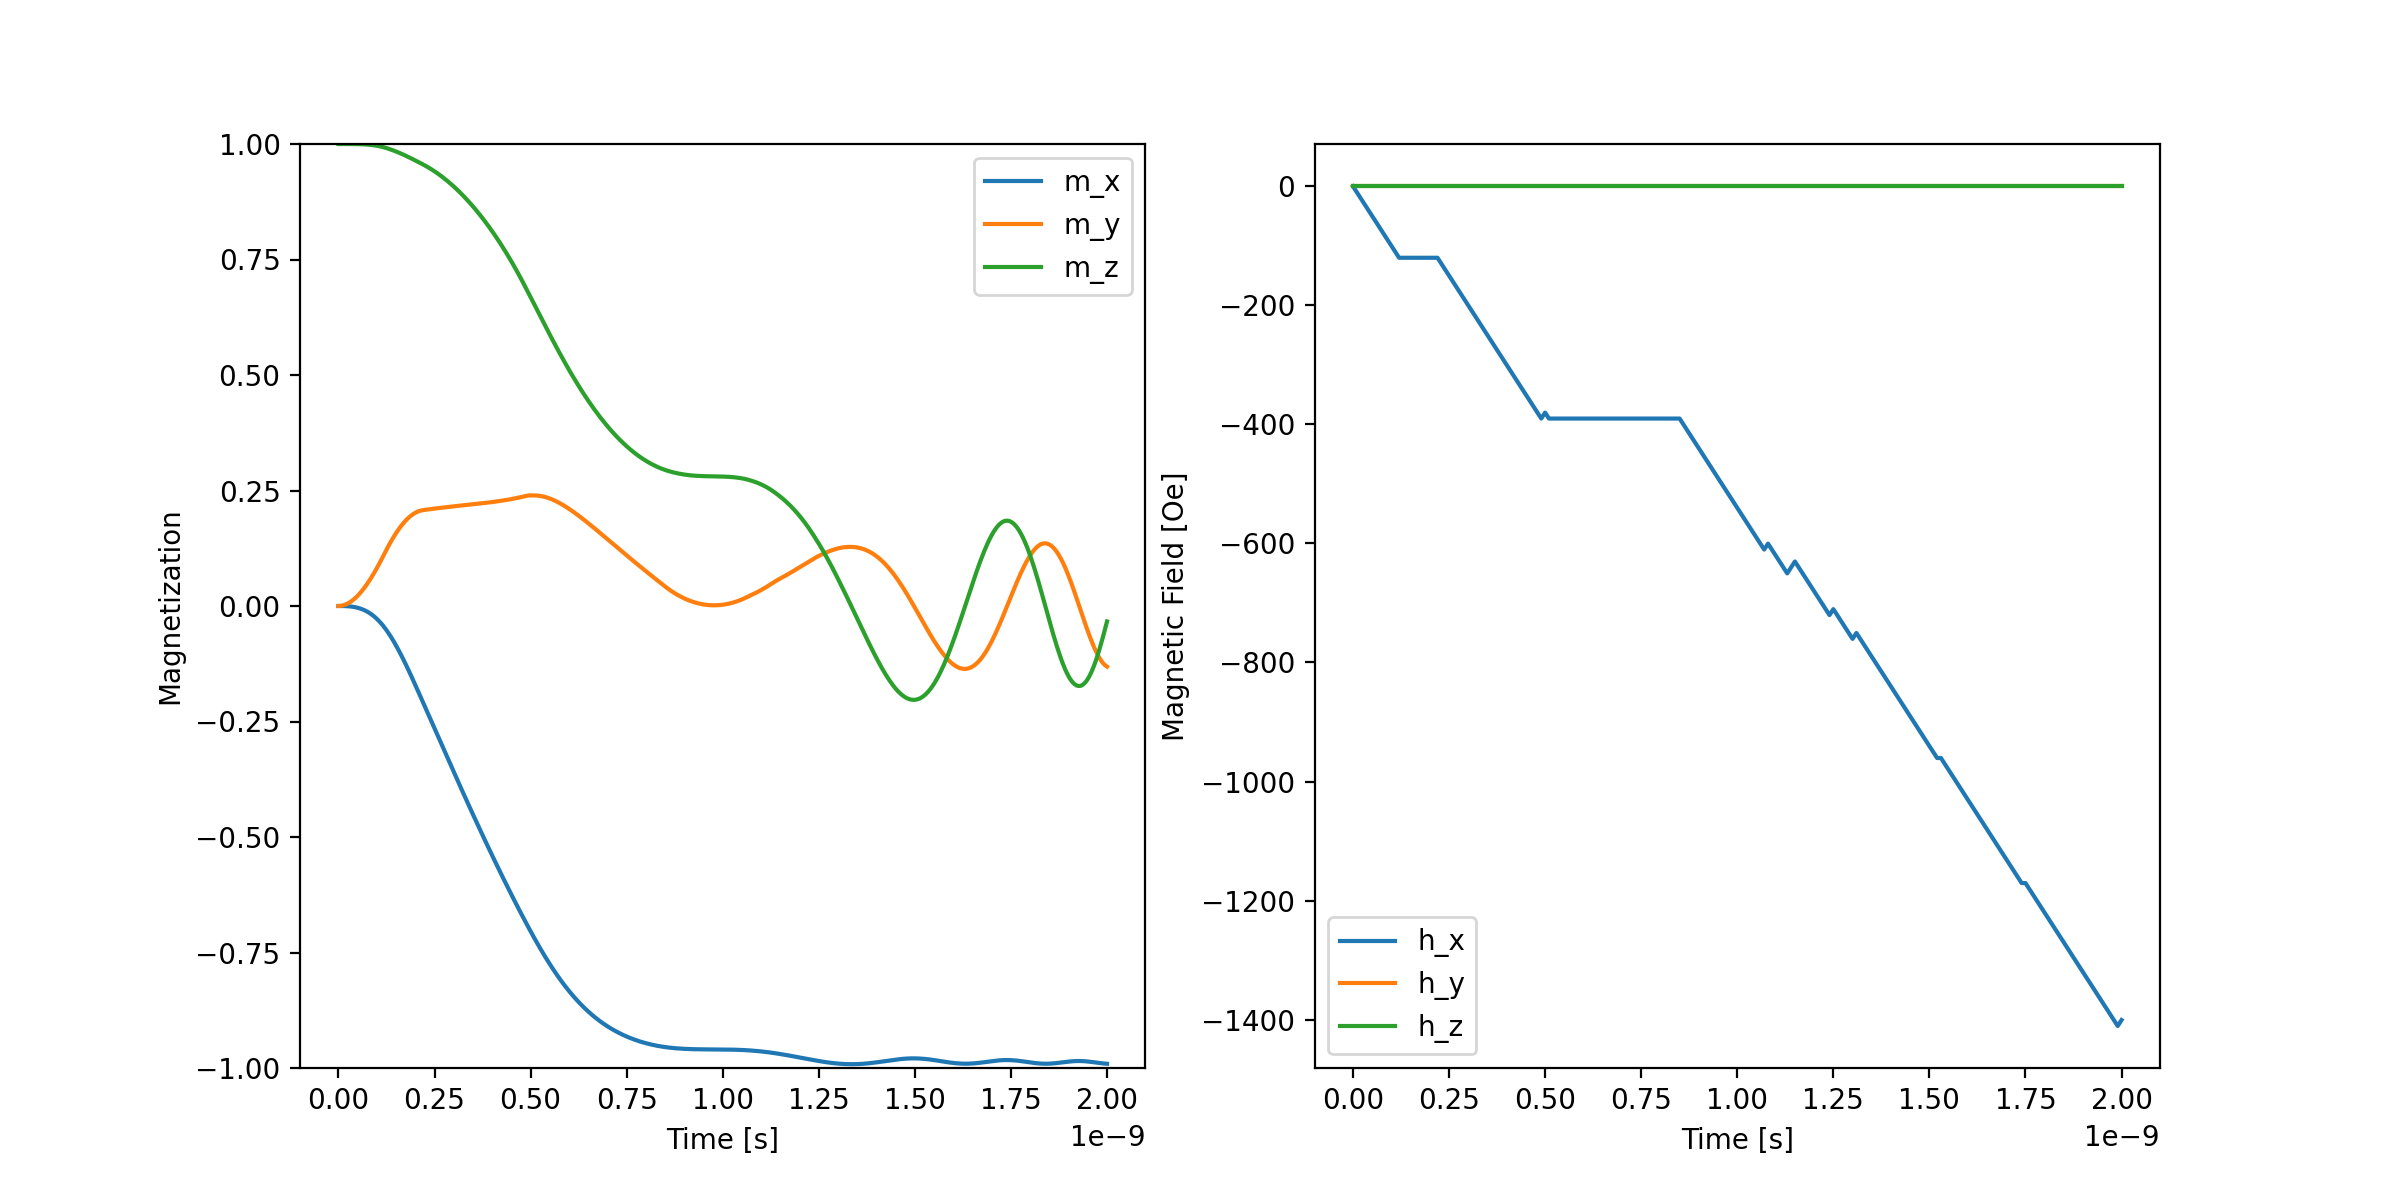 1.00
0.75
0.50
0.25
0.00
−0.25
−0.50
−0.75
−1.00
Magnetization
0.00 0.25 0.50 0.75 1.00 1.25 1.50 1.75 2.00
Time [s]
1e−9
m_x
m_y
m_z
0
−200
−400
−600
−800
−1000
−1200
−1400
Magnetic Field [Oe]
0.00 0.25 0.50 0.75 1.00 1.25 1.50 1.75 2.00
Time [s]
1e−9
h_x
h_y
h_z